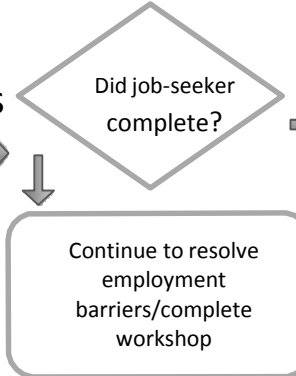 Did job-seeker
complete?
Continue to resolve
employment
barriers/complete
workshop